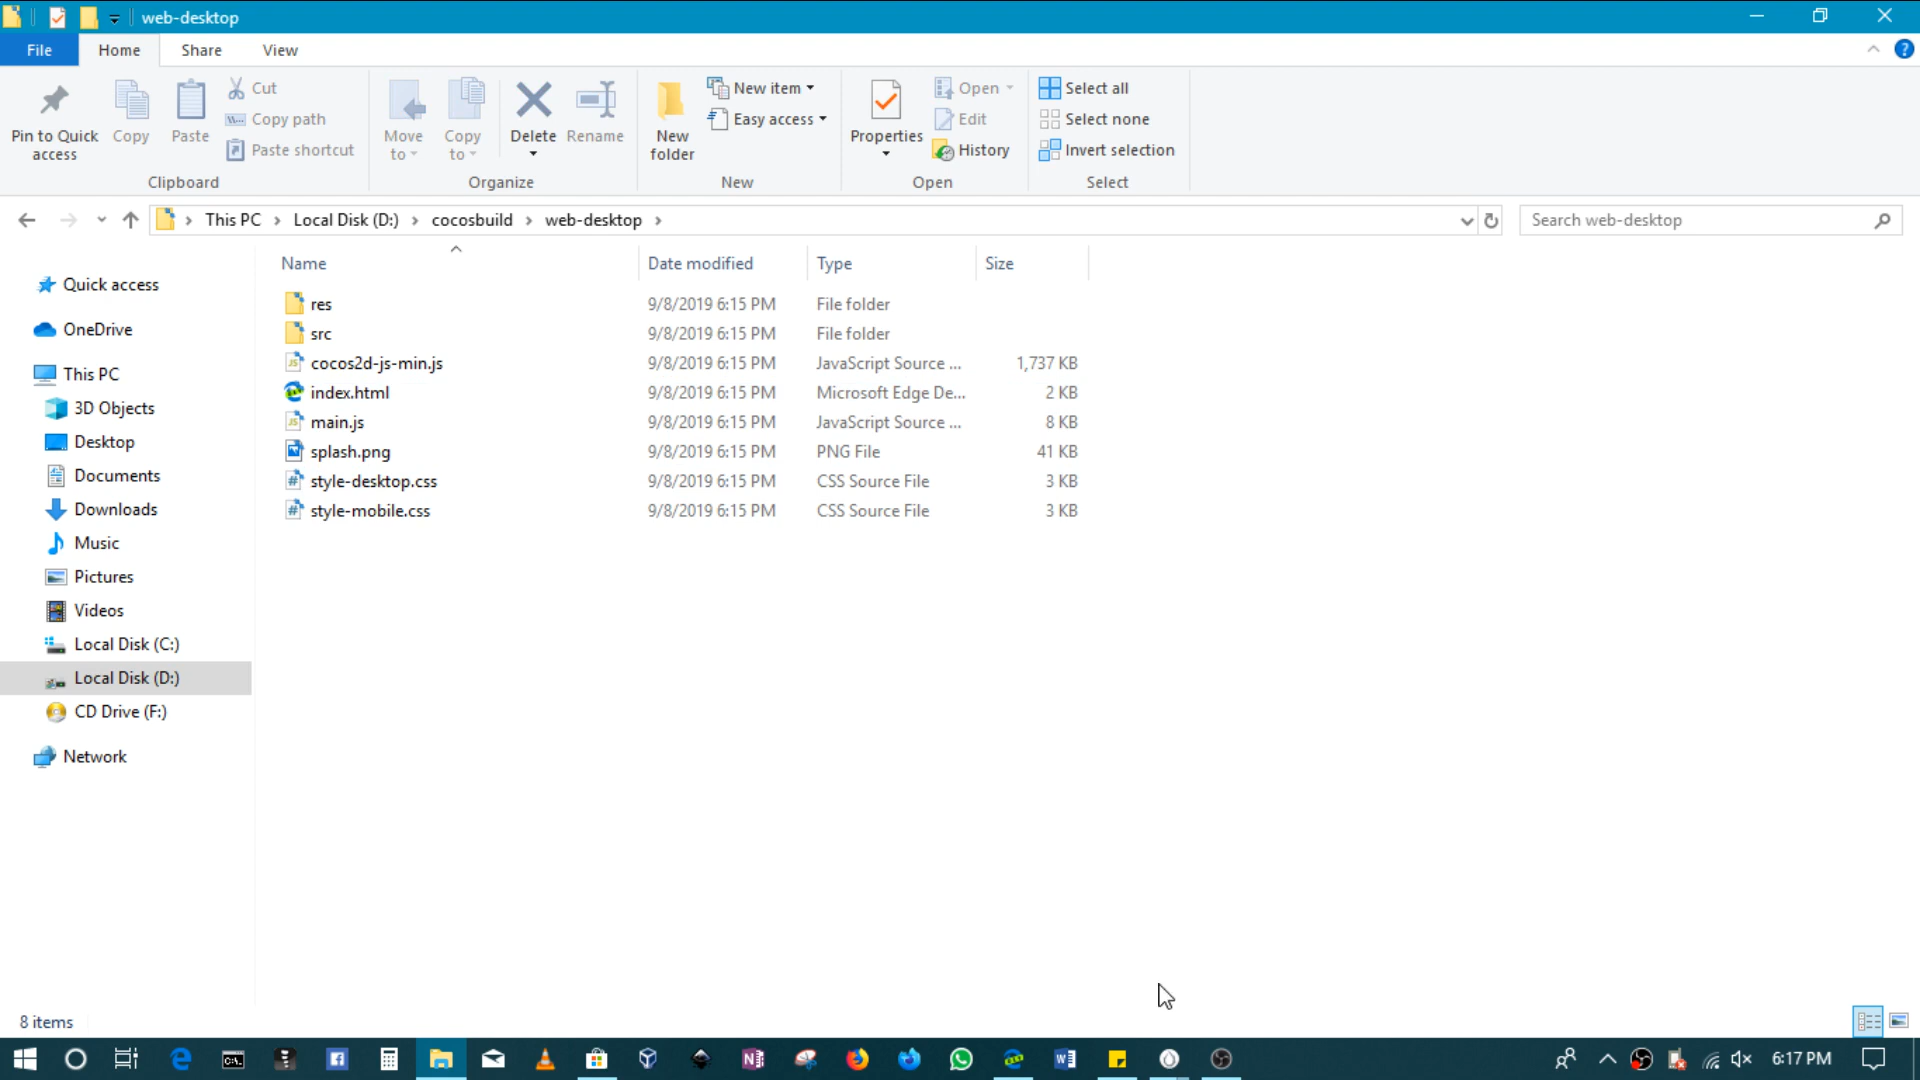 web-desktop
File Home Share View
Pin to Quick access
Copy
Paste
Cut
Copy path
Paste shortcut
Clipboard
Move to
Copy to
Delete
Rename
Organize
New folder
New item
Easy access
New
Properties
Open
Edit
History
Open
Select all
Select none
Invert selection
Select
This PC > Local Disk (D:) > cocosbuild > web-desktop >
Search web-desktop
Name Date modified Type Size
res 9/8/2019 6:15 PM File folder
src 9/8/2019 6:15 PM File folder
cocos2d-js-min.js 9/8/2019 6:15 PM JavaScript Source ... 1,737 KB
index.html 9/8/2019 6:15 PM Microsoft Edge De... 2 KB
main.js 9/8/2019 6:15 PM JavaScript Source ... 8 KB
splash.png 9/8/2019 6:15 PM PNG File 41 KB
style-desktop.css 9/8/2019 6:15 PM CSS Source File 3 KB
style-mobile.css 9/8/2019 6:15 PM CSS Source File 3 KB
Quick access
OneDrive
This PC
3D Objects
Desktop
Documents
Downloads
Music
Pictures
Videos
Local Disk (C:)
Local Disk (D:)
CD Drive (F:)
Network
8 items
6:17 PM